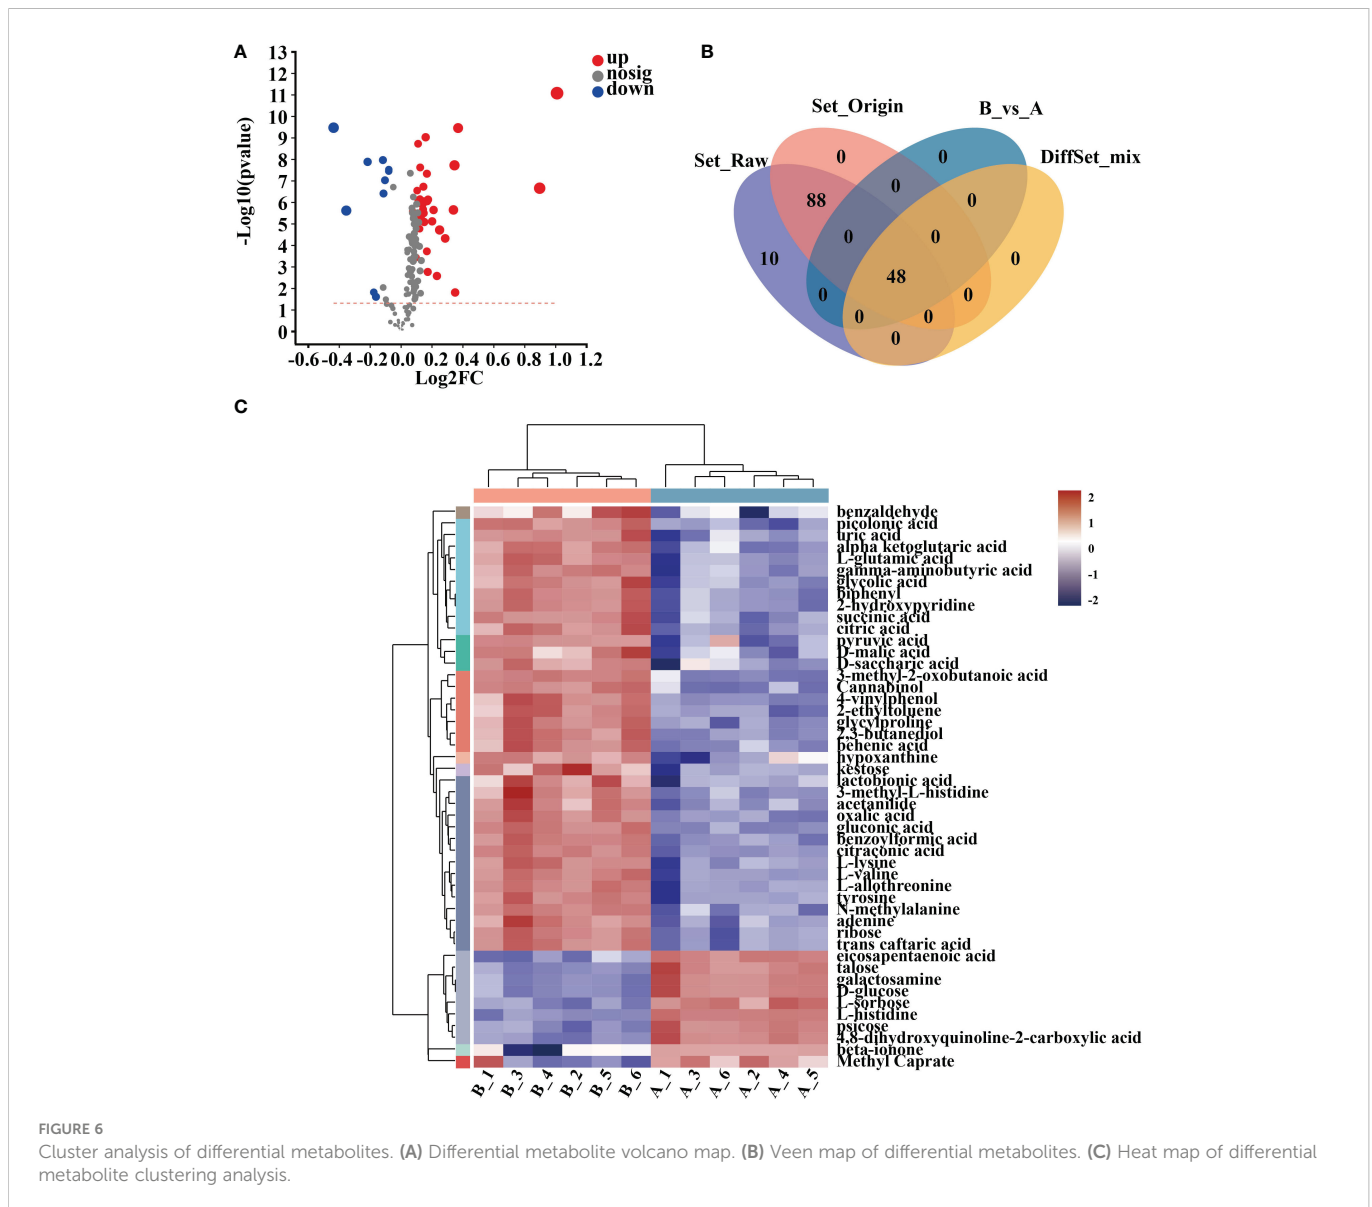 A
13
12
11
10
9
8
7
6
5
4
3
2
1
0
-Log10(pvalue)
-0.6 -0.4 -0.2 0.0 0.2 0.4 0.6 0.8 1.0 1.2
Log2FC
up
nosig
down
B
Set_Origin
B_vs_A
Set_Raw
DiffSet_mix
0
0
0
88
0
0
0
10
0
48
0
0
0
0
0
C
2
1
0
-1
-2
benzaldehyde
picolonic acid
uric acid
alpha ketoglutaric acid
L-glutamic acid
gamma-aminobutyric acid
glycolic acid
biphenyl
2-hydroxypyridine
succinic acid
citric acid
pyruvic acid
D-malic acid
D-saccharic acid
3-methyl-2-oxobutanoic acid
Cannabinol
4-vinylphenol
2-ethyltoluene
glycylproline
2,3-butanediol
behenic acid
hypoxanthine
kestose
lactobionic acid
3-methyl-L-histidine
acetanilide
oxalic acid
gluconic acid
benzoylformic acid
citraconic acid
L-lysine
L-valine
L-allothreonine
tyrosine
N-methylalanine
adenine
ribose
trans caftaric acid
eicosapentaenoic acid
talose
galactosamine
D-glucose
L-sorbose
L-histidine
psicose
4,8-dihydroxyquinoline-2-carboxylic acid
beta-ionone
Methyl Caprate
B_1 B_3 B_4 B_2 B_5 B_6 A_1 A_3 A_6 A_2 A_4 A_5
FIGURE 6
Cluster analysis of differential metabolites. (A) Differential metabolite volcano map. (B) Veen map of differential metabolites. (C) Heat map of differential
metabolite clustering analysis.